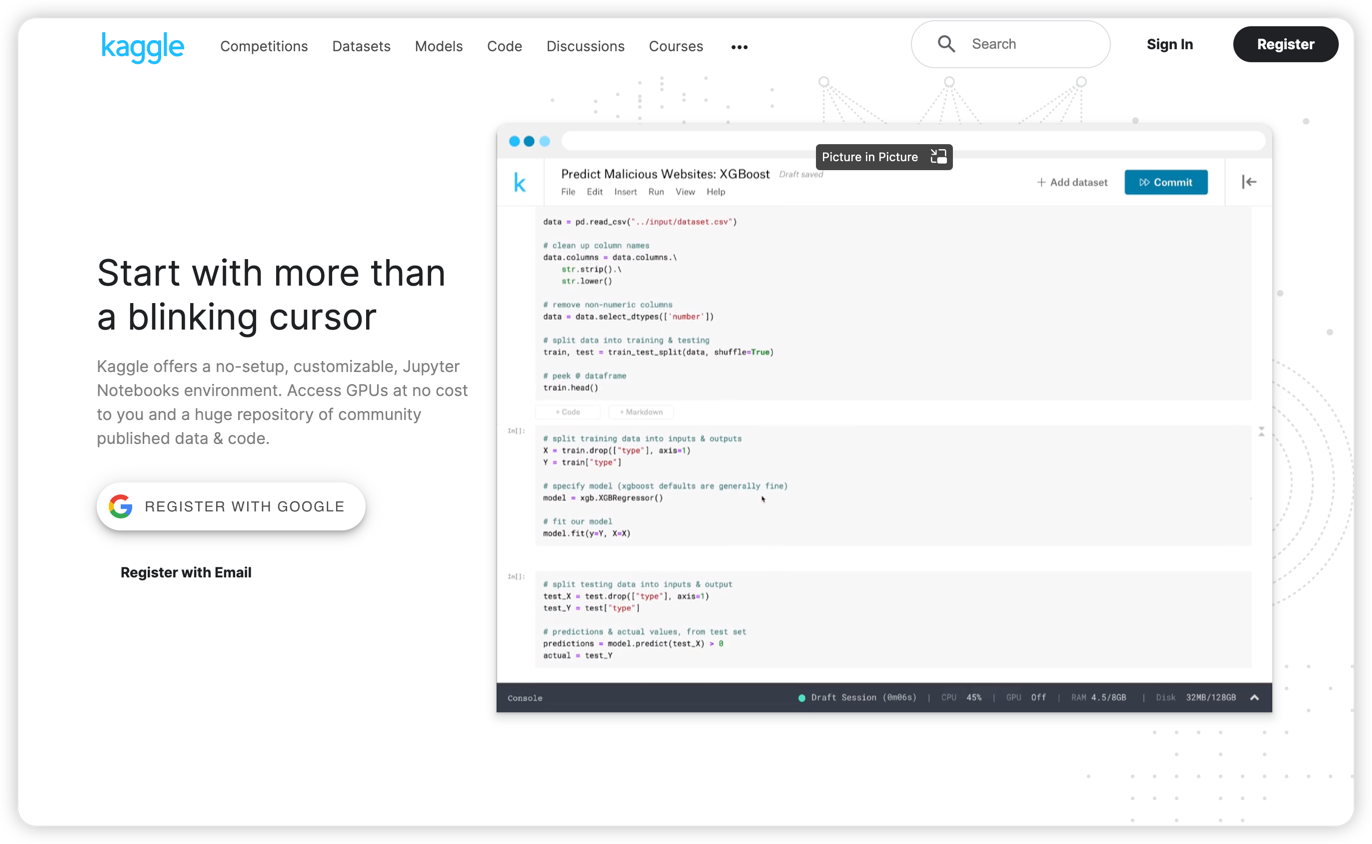 kaggle
Competitions Datasets Models Code Discussions Courses •••
Search
Sign In
Register
Start with more than
a blinking cursor
Kaggle offers a no-setup, customizable, Jupyter
Notebooks environment. Access GPUs at no cost
to you and a huge repository of community
published data & code.
REGISTER WITH GOOGLE
Register with Email
Picture in Picture
k
Predict Malicious Websites: XGBoost Draft saved
File Edit Insert Run View Help
+ Add dataset
Commit
data = pd.read_csv("../input/dataset.csv")
# clean up column names
data.columns = data.columns.\
    str.strip().\
    str.lower()
# remove non-numeric columns
data = data.select_dtypes(['number'])
# split data into training & testing
train, test = train_test_split(data, shuffle=True)
# peek @ dataframe
train.head()
+ Code + Markdown
In[]:
# split training data into inputs & outputs
X = train.drop(["type"], axis=1)
Y = train["type"]
# specify model (xgboost defaults are generally fine)
model = xgb.XGBRegressor()
# fit our model
model.fit(y=Y, X=X)
In[]:
# split testing data into inputs & output
test_X = test.drop(["type"], axis=1)
test_Y = test["type"]
# predictions & actual values, from test set
predictions = model.predict(test_X) > 0
actual = test_Y
Console
Draft Session (0m06s) | CPU 45% | GPU Off | RAM 4.5/8GB | Disk 32MB/128GB